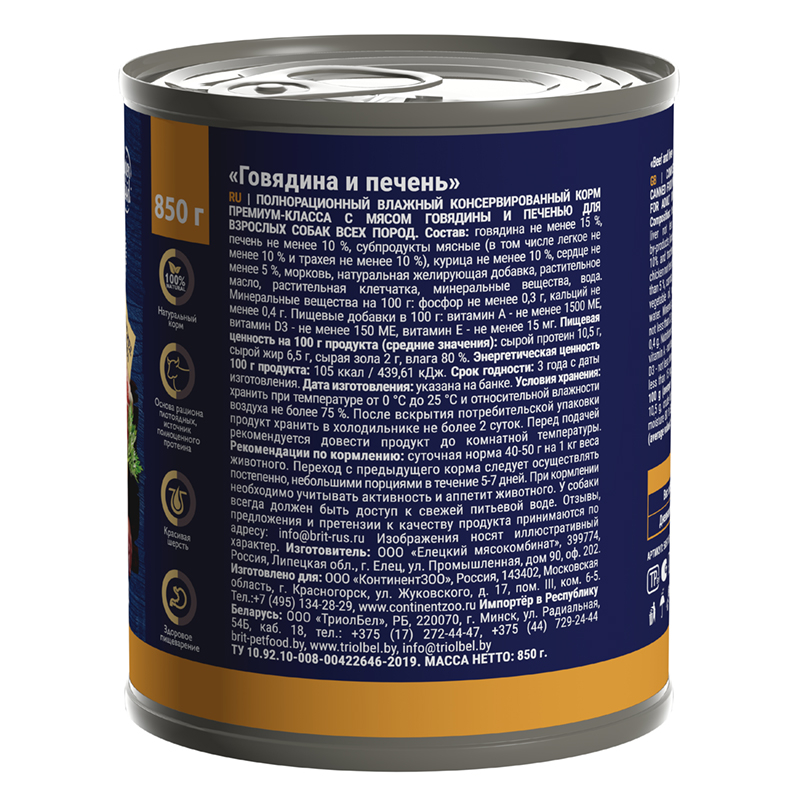 850 г
100%
NATURAL
Натуральный
корм
Основа рациона
плотоядных,
источник
полноценного
протеина
Красивая
шерсть
Здоровое
пищеварение
«Говядина и печень»
RU | ПОЛНОРАЦИОННЫЙ ВЛАЖНЫЙ КОНСЕРВИРОВАННЫЙ КОРМ
ПРЕМИУМ-КЛАССА С МЯСОМ ГОВЯДИНЫ И ПЕЧЕНЬЮ ДЛЯ
ВЗРОСЛЫХ СОБАК ВСЕХ ПОРОД. Состав: говядина не менее 15 %,
печень не менее 10 %, субпродукты мясные (в том числе легкое не
менее 10 % и трахея не менее 10 %), курица не менее 10 %, сердце не
менее 5 %, морковь, натуральная желирующая добавка, растительное
масло, растительная клетчатка, минеральные вещества, вода.
Минеральные вещества на 100 г: фосфор не менее 0,3 г, кальций не
менее 0,4 г. Пищевые добавки в 100 г: витамин А - не менее 1500 МЕ,
витамин D3 - не менее 150 МЕ, витамин Е - не менее 15 мг. Пищевая
ценность на 100 г продукта (средние значения): сырой протеин 10,5 г,
сырой жир 6,5 г, сырая зола 2 г, влага 80 %. Энергетическая ценность
100 г продукта: 105 ккал / 439,61 кДж. Срок годности: 3 года с даты
изготовления. Дата изготовления: указана на банке. Условия хранения:
хранить при температуре от 0 °С до 25 °С и относительной влажности
воздуха не более 75 %. После вскрытия потребительской упаковки
продукт хранить в холодильнике не более 2 суток. Перед подачей
рекомендуется довести продукт до комнатной температуры.
Рекомендации по кормлению: суточная норма 40-50 г на 1 кг веса
животного. Переход с предыдущего корма следует осуществлять
постепенно, небольшими порциями в течение 5-7 дней. При кормлении
необходимо учитывать активность и аппетит животного. У собаки
всегда должен быть доступ к свежей питьевой воде. Отзывы,
предложения и претензии к качеству продукта принимаются по
адресу: info@brit-rus.ru Изображения носят иллюстративный
характер. Изготовитель: ООО «Елецкий мясокомбинат», 399774,
Россия, Липецкая обл., г. Елец, ул. Промышленная, дом 90, оф. 202.
Изготовлено для: ООО «КонтинентЗОО», Россия, 143402, Московская
область, г. Красногорск, ул. Жуковского, д. 17, пом. III, ком. 6-5.
Тел.:+7 (495) 134-28-29, www.continentzoo.com Импортёр в Республику
Беларусь: ООО «ТриолБел», РБ, 220070, г. Минск, ул. Радиальная,
54Б, каб. 18, тел.: +375 (17) 272-44-47, +375 (44) 729-24-44
brit-petfood.by, www.triolbel.by, info@triolbel.by
ТУ 10.92.10-008-00422646-2019. МАССА НЕТТО: 850 г.
«Beef and
GB |
CANNED
FOR ADULT